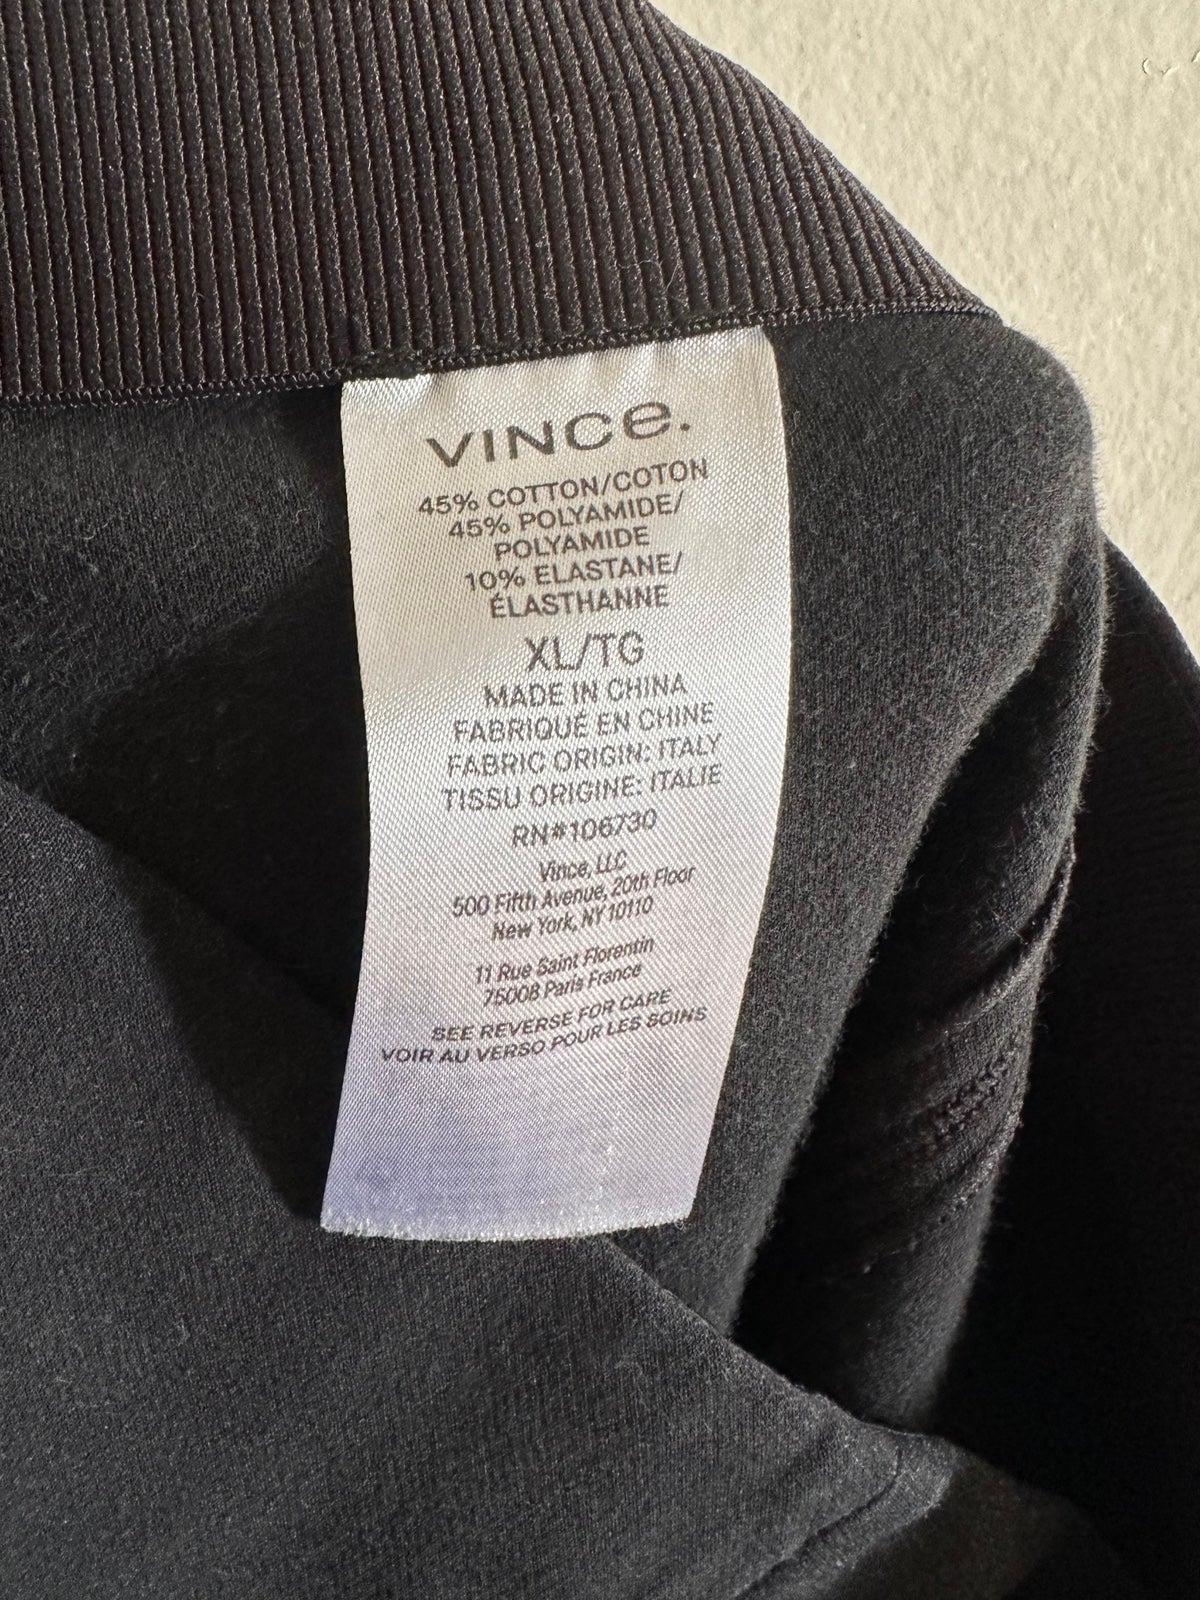 VINCe.
45% COTTON/COTON
45% POLYAMIDE/
POLYAMIDE
10% ELASTANE/
ÉLASTHANNE
XL/TG
MADE IN CHINA
FABRIQUÉ EN CHINE
FABRIC ORIGIN: ITALY
TISSU ORIGINE: ITALIE
RN#106730
Vince, LLC
500 Fifth Avenue, 20th Floor
New York, NY 10110
11 Rue Saint Florentin
75008 Paris France
SEE REVERSE FOR CARE
VOIR AU VERSO POUR LES SOINS